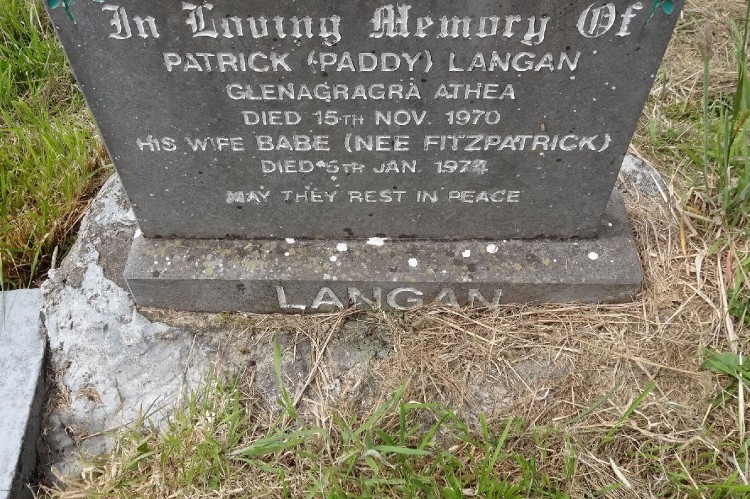 In Loving Memory Of
PATRICK (PADDY) LANGAN
GLENAGRAGRA ATHEA
DIED 15TH NOV. 1970
HIS WIFE BABE (NEE FITZPATRICK)
DIED 5TH JAN. 1974
MAY THEY REST IN PEACE
LANGAN